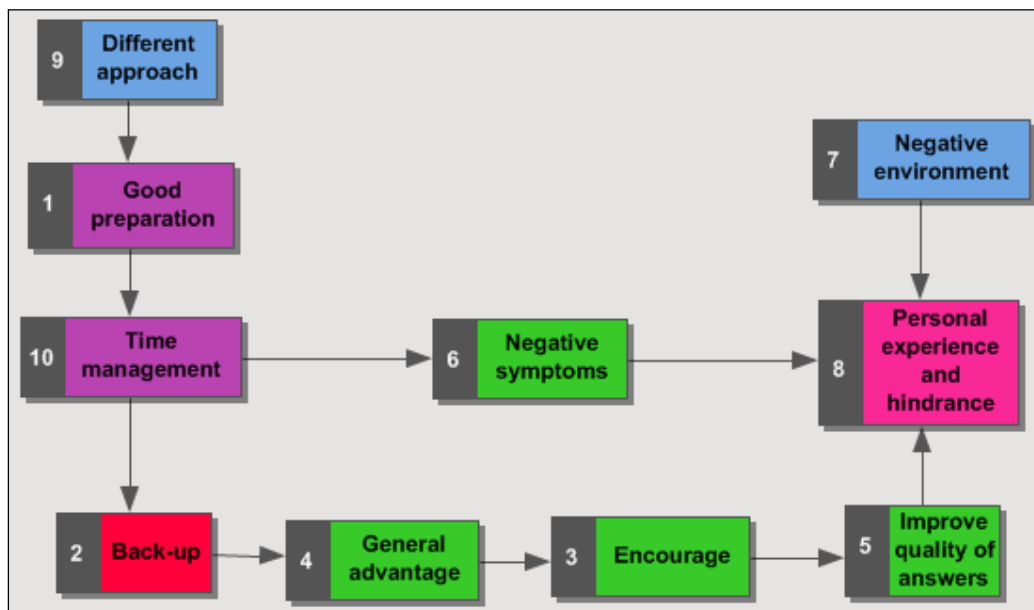 9
Different
approach
1
Good
preparation
7
Negative
environment
10
Time
management
6
Negative
symptoms
8
Personal
experience
and
hindrance
2
Back-up
4
General
advantage
3
Encourage
5
Improve
quality of
answers